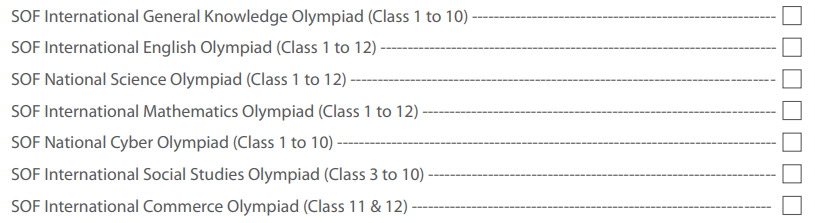 SOF International General Knowledge Olympiad (Class 1 to 10)
SOF International English Olympiad (Class 1 to 12)
SOF National Science Olympiad (Class 1 to 12)
SOF International Mathematics Olympiad (Class 1 to 12)
SOF National Cyber Olympiad (Class 1 to 10)
SOF International Social Studies Olympiad (Class 3 to 10)
SOF International Commerce Olympiad (Class 11 & 12)